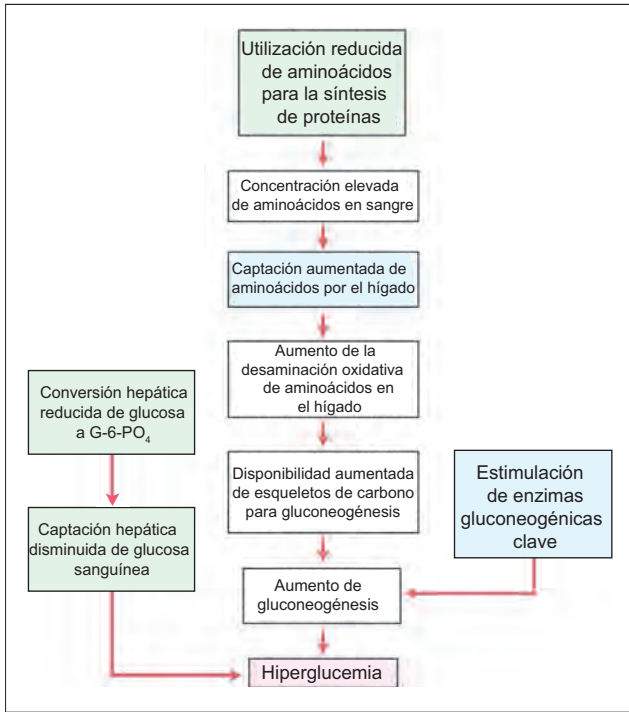 Utilización reducida
de aminoácidos
para la síntesis
de proteínas
Concentración elevada
de aminoácidos en sangre
Captación aumentada de
aminoácidos por el hígado
Aumento de la
desaminación oxidativa
de aminoácidos en
el hígado
Conversión hepática
reducida de glucosa
a G-6-PO₄
Disponibilidad aumentada
de esqueletos de carbono
para gluconeogénesis
Estimulación
de enzimas
gluconeogénicas
clave
Captación hepática
disminuida de glucosa
sanguínea
Aumento de
gluconeogénesis
Hiperglucemia